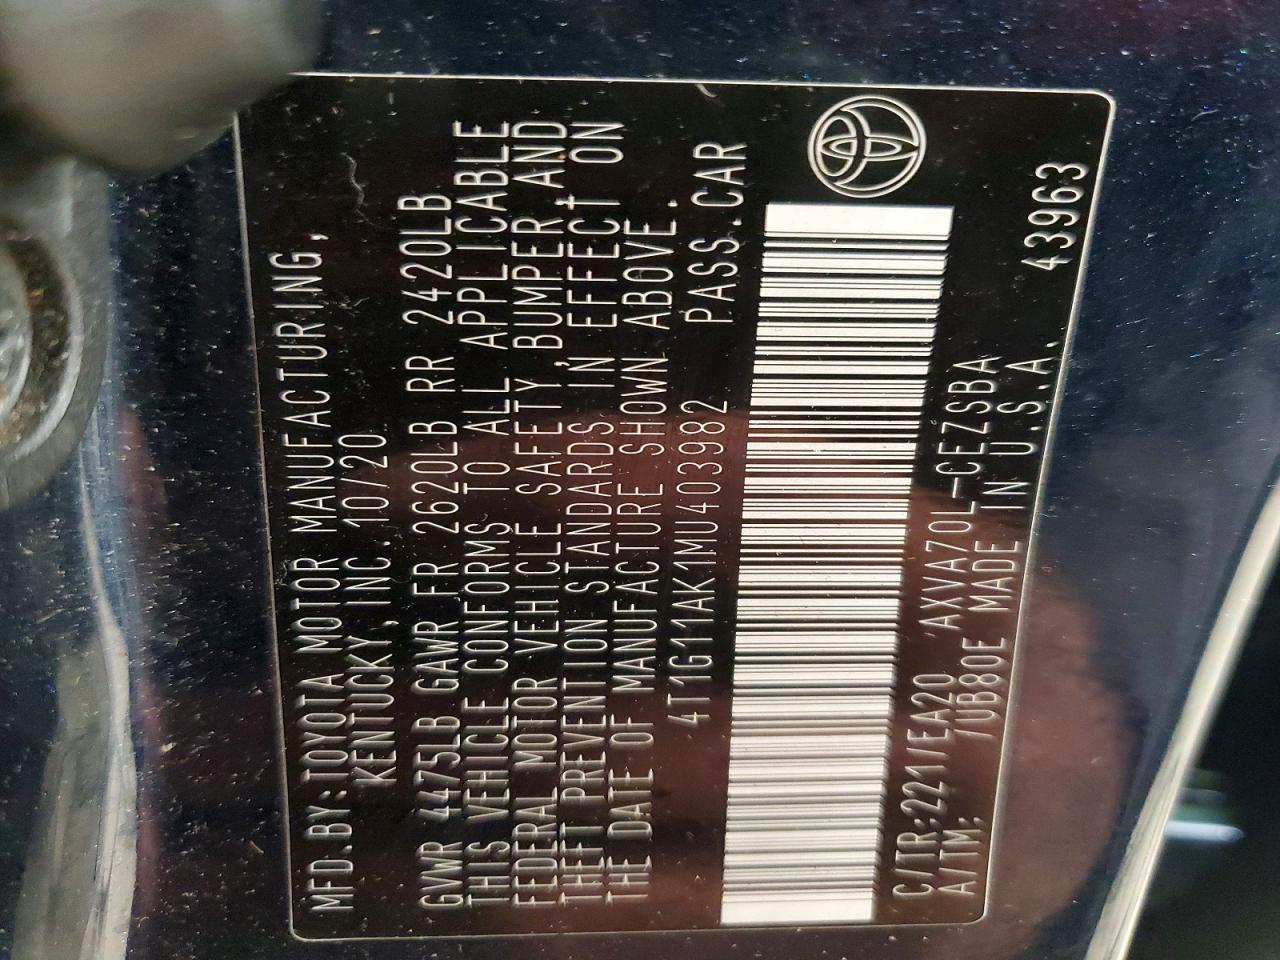 MFD.BY:TOYOTA MOTOR MANUFACTURING,
KENTUCKY,INC.10/20
GVWR 4475LB GAWR FR 2620LB RR 2420LB
THIS VEHICLE CONFORMS TO ALL APPLICABLE
FEDERAL MOTOR VEHICLE SAFETY,BUMPER,AND
THEFT PREVENTION STANDARDS IN EFFECT ON
THE DATE OF MANUFACTURE SHOWN ABOVE.
4T1G11AK1MU403982 PASS.CAR
C/TR:221/EA20 AXVA70L-CEZSBA
A/TM: /UB80E MADE IN U.S.A. 43963